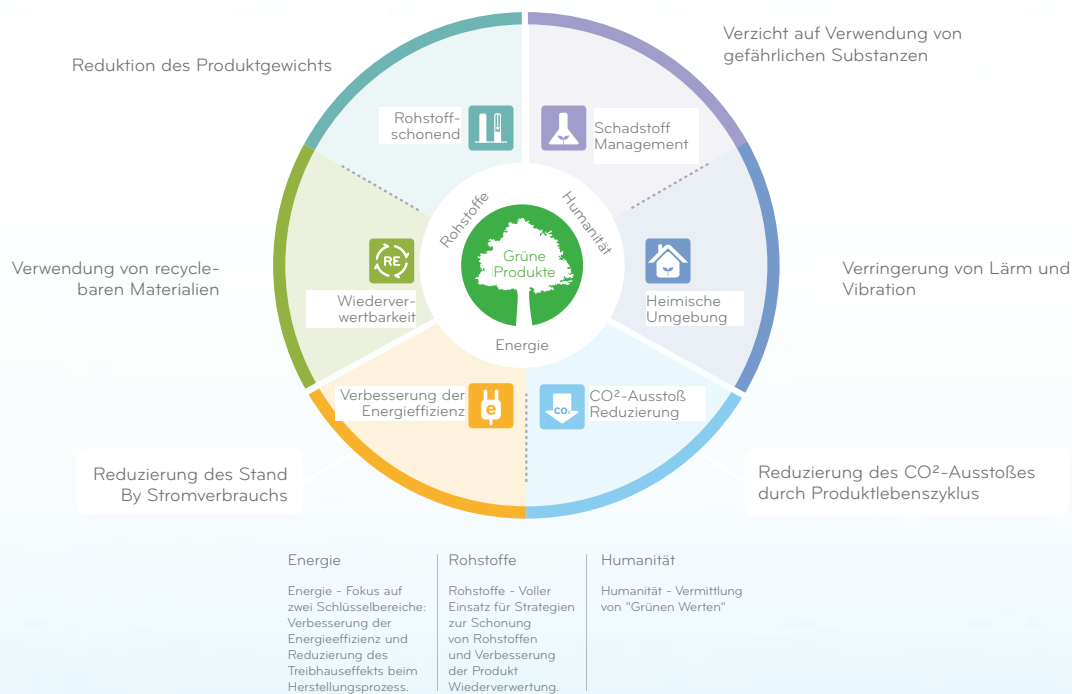 Reduktion des Produktgewichts
Verzicht auf Verwendung von
gefährlichen Substanzen
Rohstoff-
schonend
Schadstoff
Management
Rohstoffe
Humanität
Grüne
Produkte
Energie
RE
Verwendung von recycle-
baren Materialien
Wiederver-
wertbarkeit
Heimische
Umgebung
Verringerung von Lärm und
Vibration
Verbesserung der
Energieffizienz
e
CO₂
CO²-Ausstoß
Reduzierung
Reduzierung des Stand
By Stromverbrauchs
Reduzierung des CO²-Ausstoßes
durch Produktlebenszyklus
Energie
Energie - Fokus auf
zwei Schlüsselbereiche:
Verbesserung der
Energieeffizienz und
Reduzierung des
Treibhauseffekts beim
Herstellungsprozess.
Rohstoffe
Rohstoffe - Voller
Einsatz für Strategien
zur Schonung
von Rohstoffen
und Verbesserung
der Produkt
Wiederverwertung.
Humanität
Humanität - Vermittlung
von "Grünen Werten"